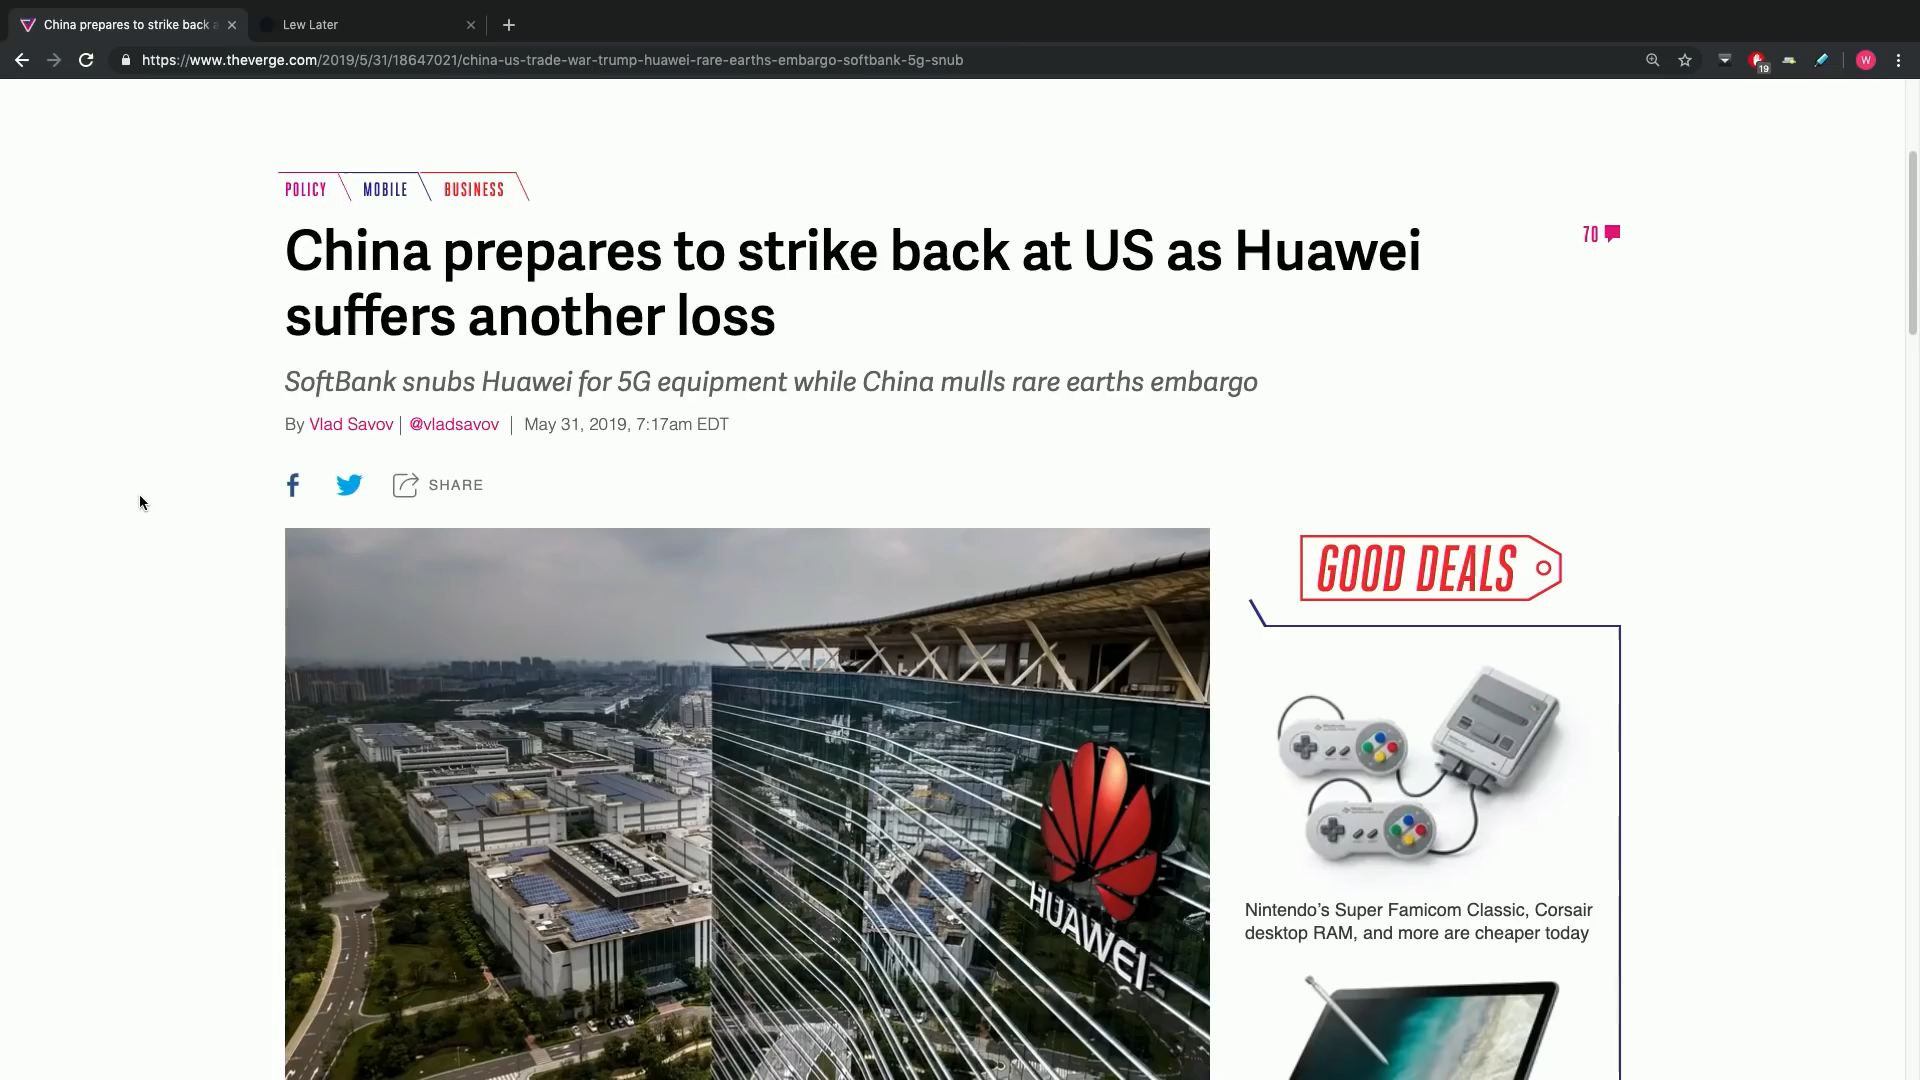 China prepares to strike back a
Lew Later
https://www.theverge.com/2019/5/31/18647021/china-us-trade-war-trump-huawei-rare-earths-embargo-softbank-5g-snub
19
W
POLICY
MOBILE
BUSINESS
China prepares to strike back at US as Huawei
suffers another loss
70
SoftBank snubs Huawei for 5G equipment while China mulls rare earths embargo
By Vlad Savov | @vladsavov | May 31, 2019, 7:17am EDT
SHARE
GOOD DEALS
HUAWEI
Nintendo’s Super Famicom Classic, Corsair
desktop RAM, and more are cheaper today